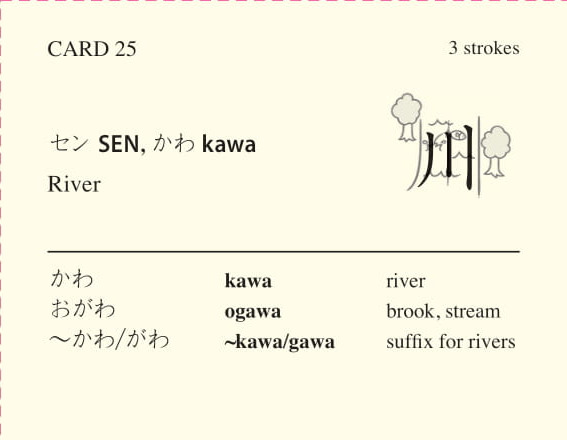 CARD 25 3 strokes
セン SEN, かわ kawa
River
川
かわ kawa river
おがわ ogawa brook, stream
～かわ/がわ ~kawa/gawa suffix for rivers